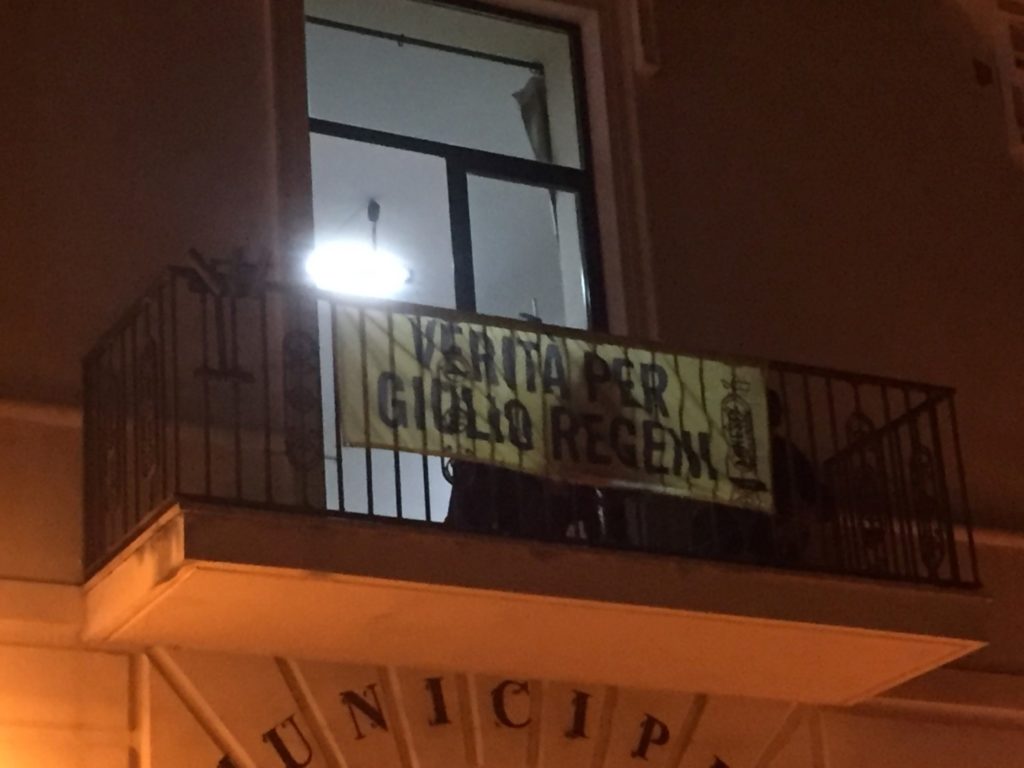 VERITÀ PER
GIULIO REGENI
UNICIP